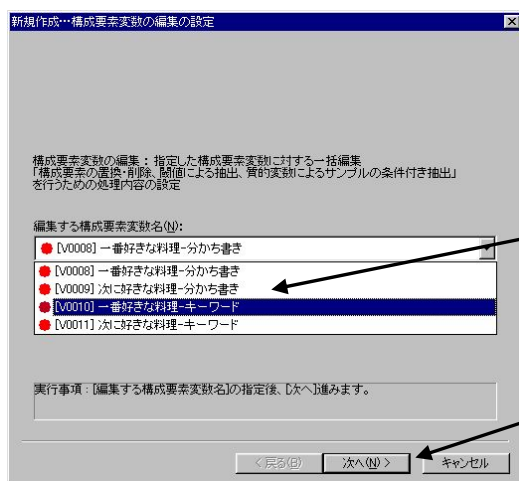 新規作成…構成要素変数の編集の設定
構成要素変数の編集：指定した構成要素変数に対する一括編集
「構成要素の置換・削除、閾値による抽出、質的変数によるサンプルの条件付き抽出」
を行うための処理内容の設定
編集する構成要素変数名(N):
[V0008] 一番好きな料理-分かち書き
[V0008] 一番好きな料理-分かち書き
[V0009] 次に好きな料理-分かち書き
[V0010] 一番好きな料理-キーワード
[V0011] 次に好きな料理-キーワード
実行事項：[編集する構成要素変数名]の指定後、[次へ]進みます。
< 戻る(B) 次へ(N) > キャンセル